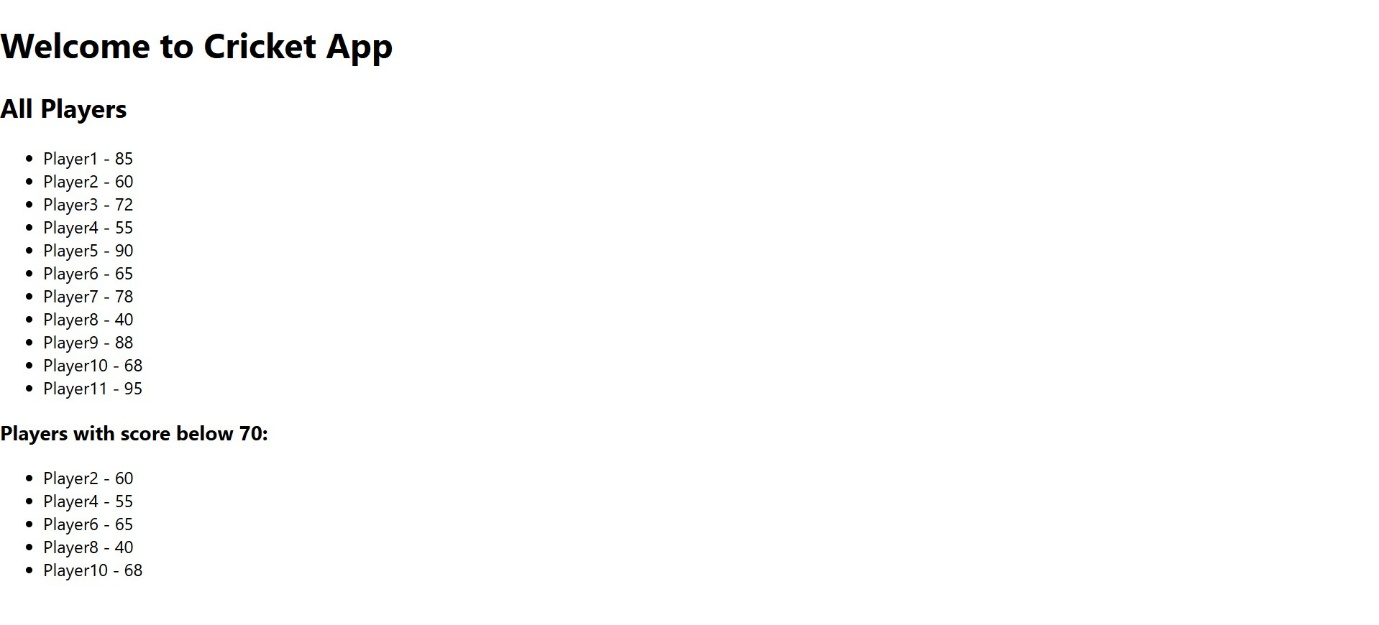 Welcome to Cricket App
All Players
• Player1 - 85
• Player2 - 60
• Player3 - 72
• Player4 - 55
• Player5 - 90
• Player6 - 65
• Player7 - 78
• Player8 - 40
• Player9 - 88
• Player10 - 68
• Player11 - 95
Players with score below 70:
• Player2 - 60
• Player4 - 55
• Player6 - 65
• Player8 - 40
• Player10 - 68